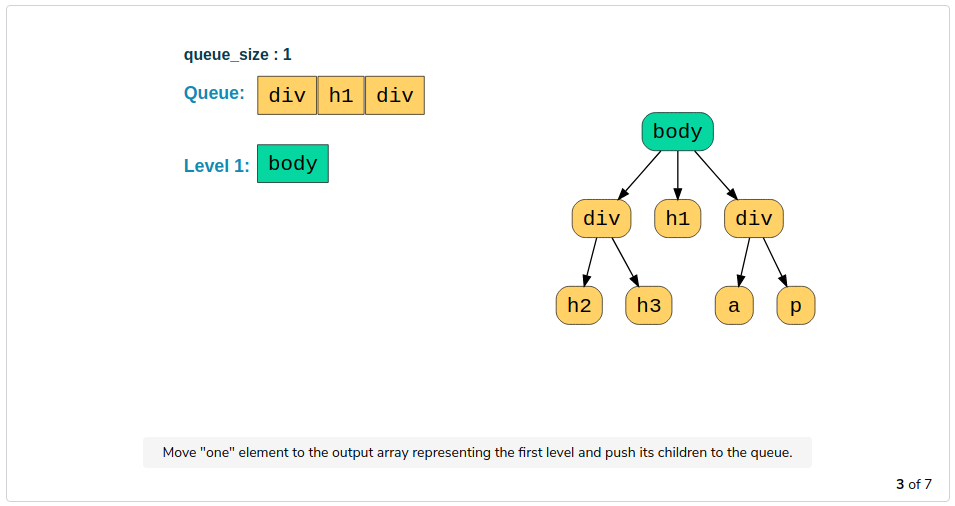 queue_size : 1
Queue: div h1 div
Level 1: body
body
div h1 div
h2 h3 a p
Move "one" element to the output array representing the first level and push its children to the queue.
3 of 7